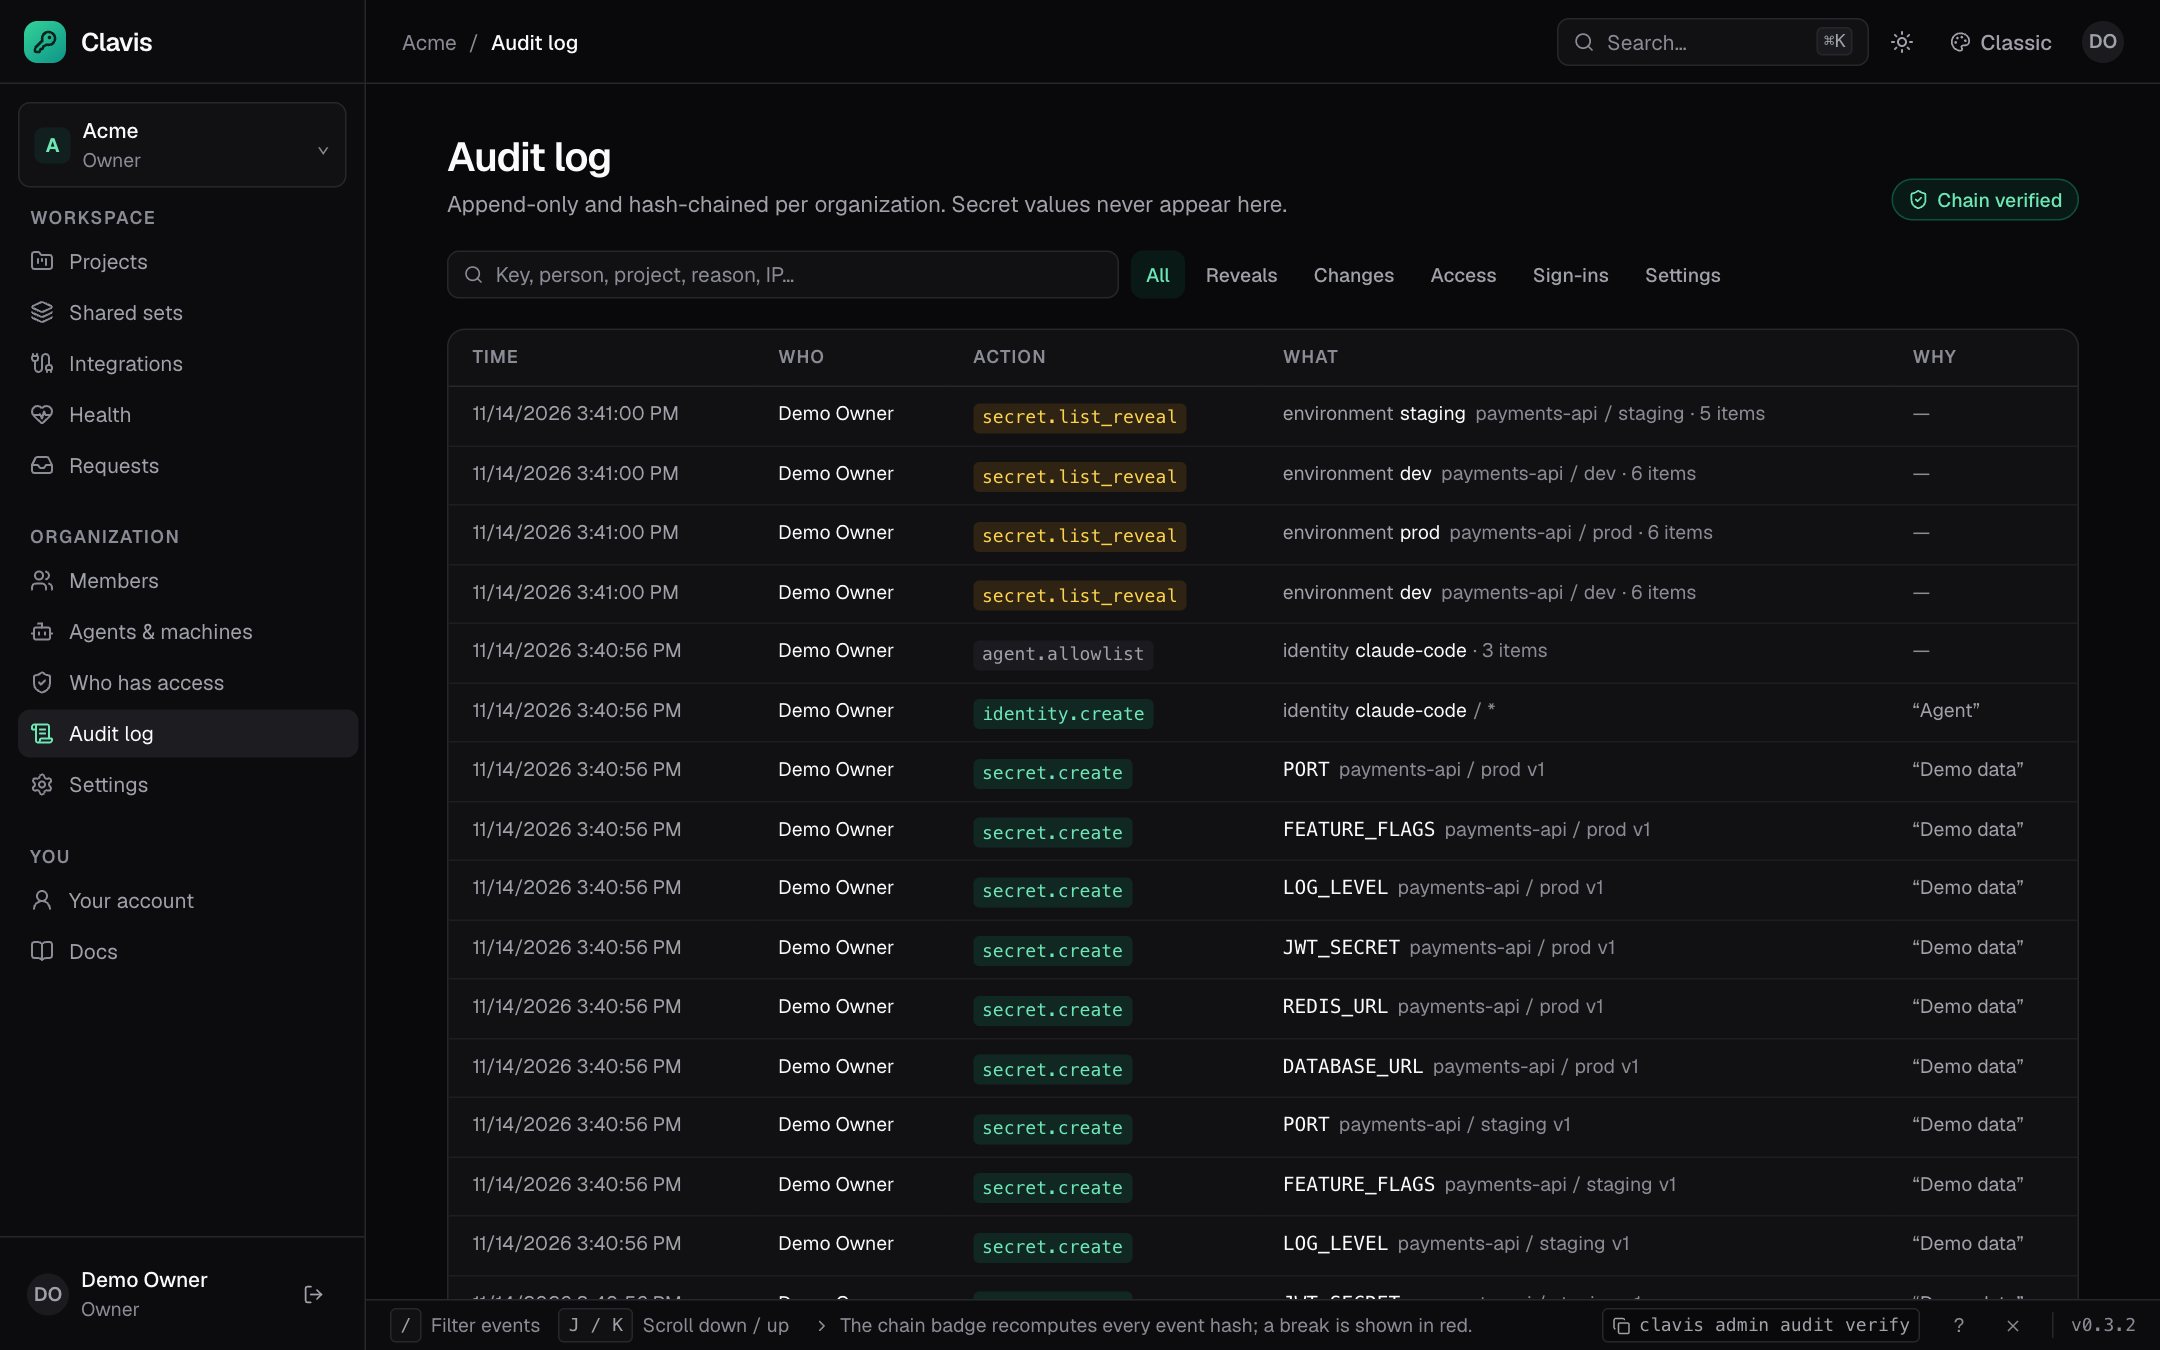 Clavis
Acme / Audit log
Search...
⌘K
Classic
DO
A
Acme
Owner
WORKSPACE
Projects
Shared sets
Integrations
Health
Requests
ORGANIZATION
Members
Agents & machines
Who has access
Audit log
Settings
YOU
Your account
Docs
DO
Demo Owner
Owner
Audit log
Append-only and hash-chained per organization. Secret values never appear here.
Chain verified
Key, person, project, reason, IP...
All Reveals Changes Access Sign-ins Settings
TIME WHO ACTION WHAT WHY
11/14/2026 3:41:00 PM Demo Owner secret.list_reveal environment staging payments-api / staging · 5 items —
11/14/2026 3:41:00 PM Demo Owner secret.list_reveal environment dev payments-api / dev · 6 items —
11/14/2026 3:41:00 PM Demo Owner secret.list_reveal environment prod payments-api / prod · 6 items —
11/14/2026 3:41:00 PM Demo Owner secret.list_reveal environment dev payments-api / dev · 6 items —
11/14/2026 3:40:56 PM Demo Owner agent.allowlist identity claude-code · 3 items —
11/14/2026 3:40:56 PM Demo Owner identity.create identity claude-code / * “Agent”
11/14/2026 3:40:56 PM Demo Owner secret.create PORT payments-api / prod v1 “Demo data”
11/14/2026 3:40:56 PM Demo Owner secret.create FEATURE_FLAGS payments-api / prod v1 “Demo data”
11/14/2026 3:40:56 PM Demo Owner secret.create LOG_LEVEL payments-api / prod v1 “Demo data”
11/14/2026 3:40:56 PM Demo Owner secret.create JWT_SECRET payments-api / prod v1 “Demo data”
11/14/2026 3:40:56 PM Demo Owner secret.create REDIS_URL payments-api / prod v1 “Demo data”
11/14/2026 3:40:56 PM Demo Owner secret.create DATABASE_URL payments-api / prod v1 “Demo data”
11/14/2026 3:40:56 PM Demo Owner secret.create PORT payments-api / staging v1 “Demo data”
11/14/2026 3:40:56 PM Demo Owner secret.create FEATURE_FLAGS payments-api / staging v1 “Demo data”
11/14/2026 3:40:56 PM Demo Owner secret.create LOG_LEVEL payments-api / staging v1 “Demo data”
/ Filter events J / K Scroll down / up › The chain badge recomputes every event hash; a break is shown in red.
clavis admin audit verify
? × v0.3.2